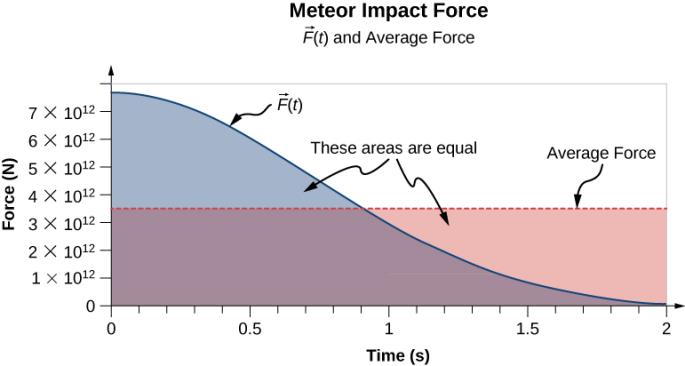 Meteor Impact Force
F⃗(t) and Average Force
7 × 10¹²
6 × 10¹²
5 × 10¹²
4 × 10¹²
3 × 10¹²
2 × 10¹²
1 × 10¹²
0
Force (N)
F⃗(t)
These areas are equal
Average Force
0 0.5 1 1.5 2
Time (s)